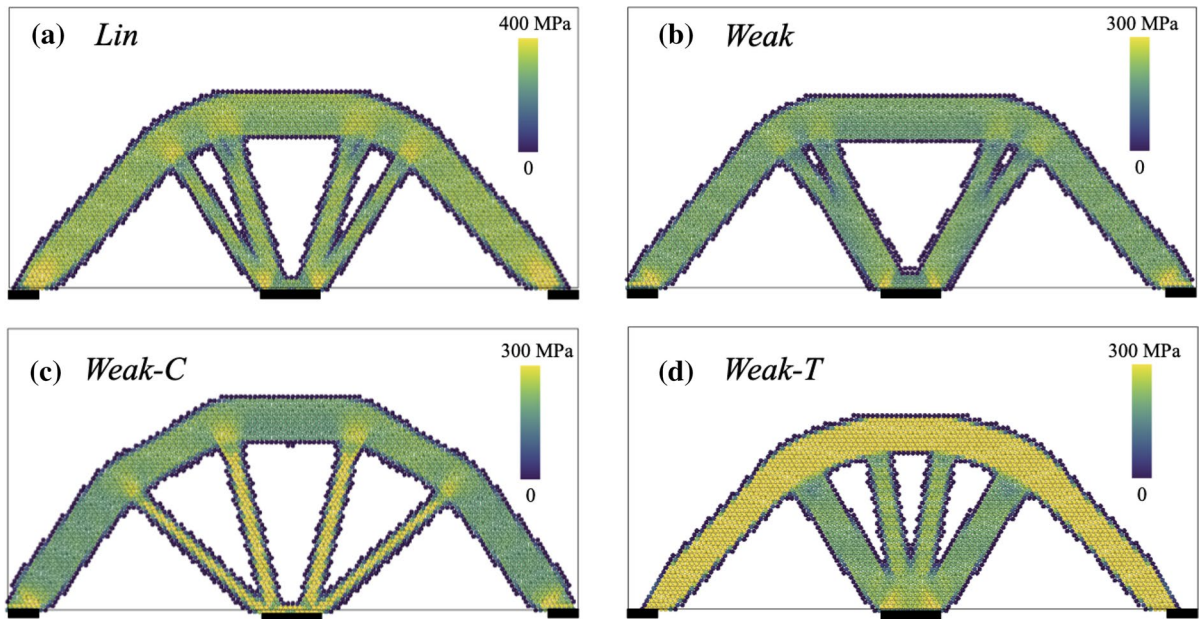 (a) Lin
400 MPa
0
(b) Weak
300 MPa
0
(c) Weak-C
300 MPa
0
(d) Weak-T
300 MPa
0